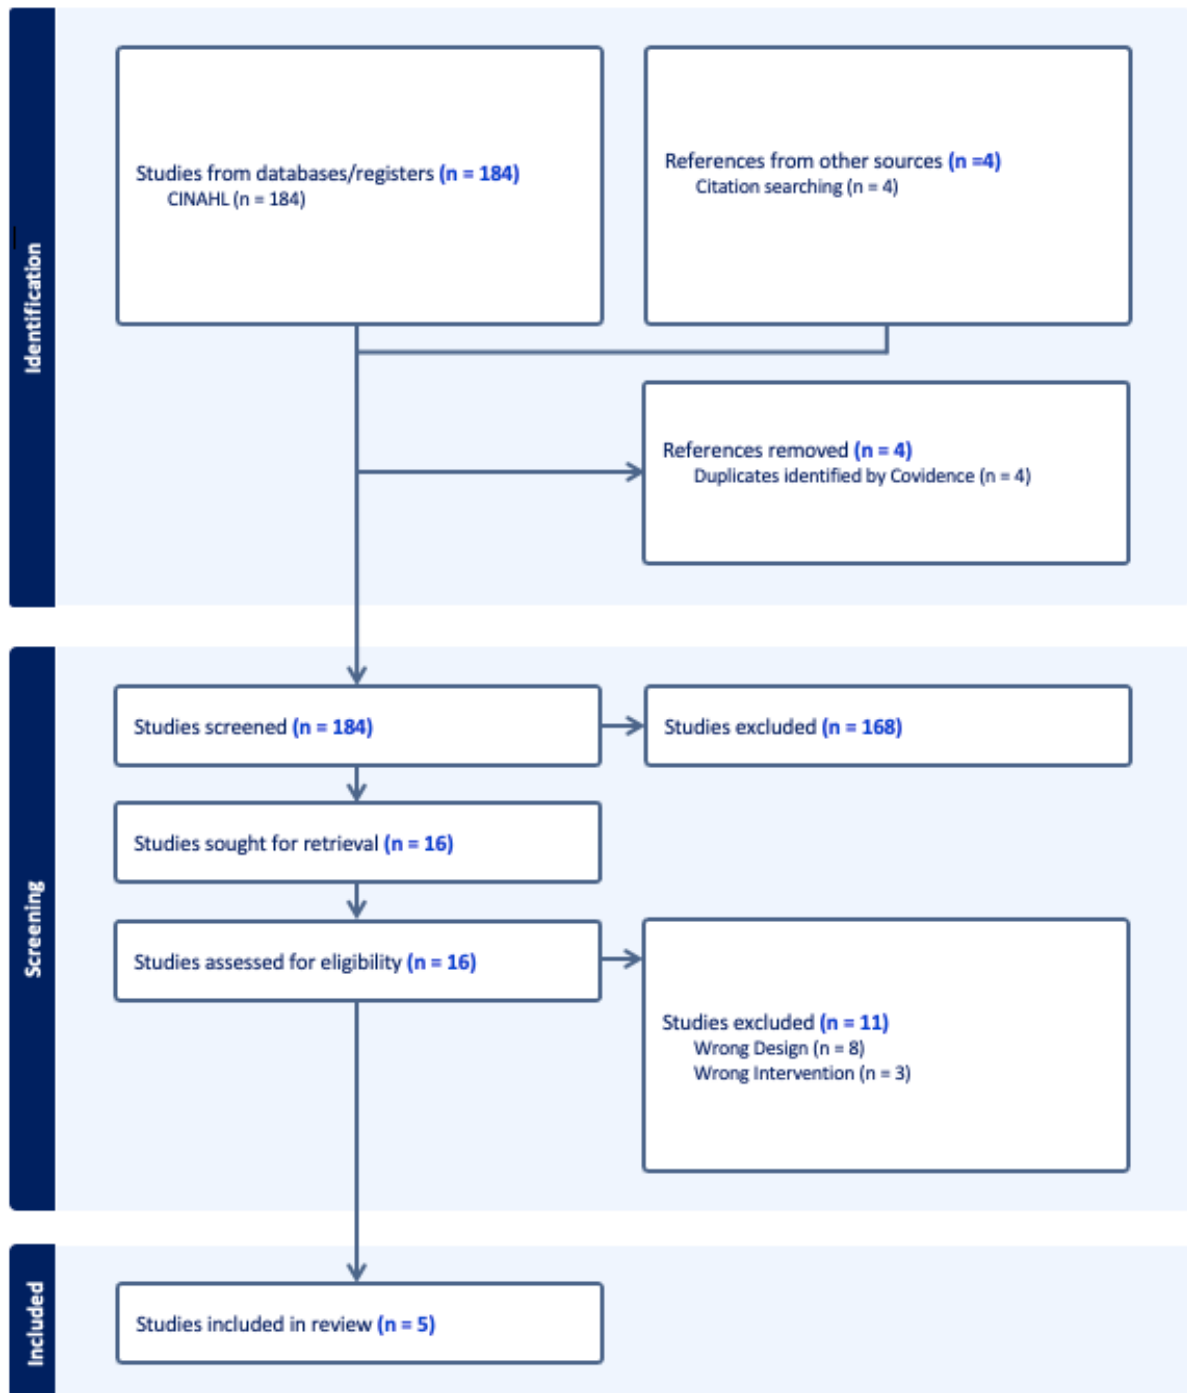 Identification
Studies from databases/registers (n = 184)
CINAHL (n = 184)
References from other sources (n =4)
Citation searching (n = 4)
References removed (n = 4)
Duplicates identified by Covidence (n = 4)
Screening
Studies screened (n = 184)
Studies excluded (n = 168)
Studies sought for retrieval (n = 16)
Studies assessed for eligibility (n = 16)
Studies excluded (n = 11)
Wrong Design (n = 8)
Wrong Intervention (n = 3)
Included
Studies included in review (n = 5)